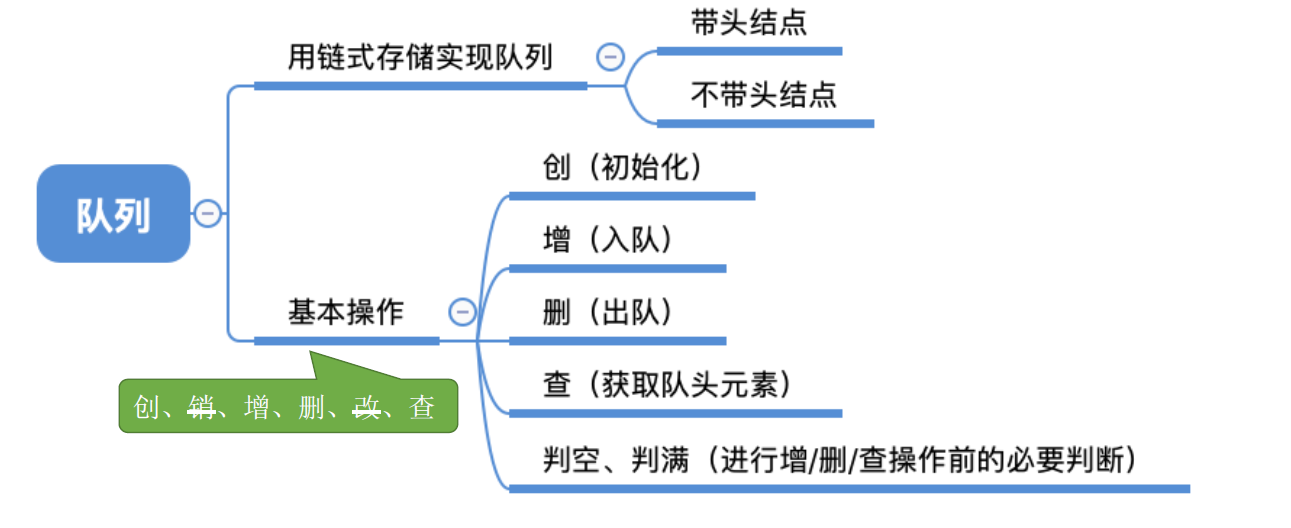 带头结点
用链式存储实现队列
不带头结点
创（初始化）
增（入队）
队列
删（出队）
基本操作
查（获取队头元素）
创、销、增、删、改、查
判空、判满（进行增/删/查操作前的必要判断）